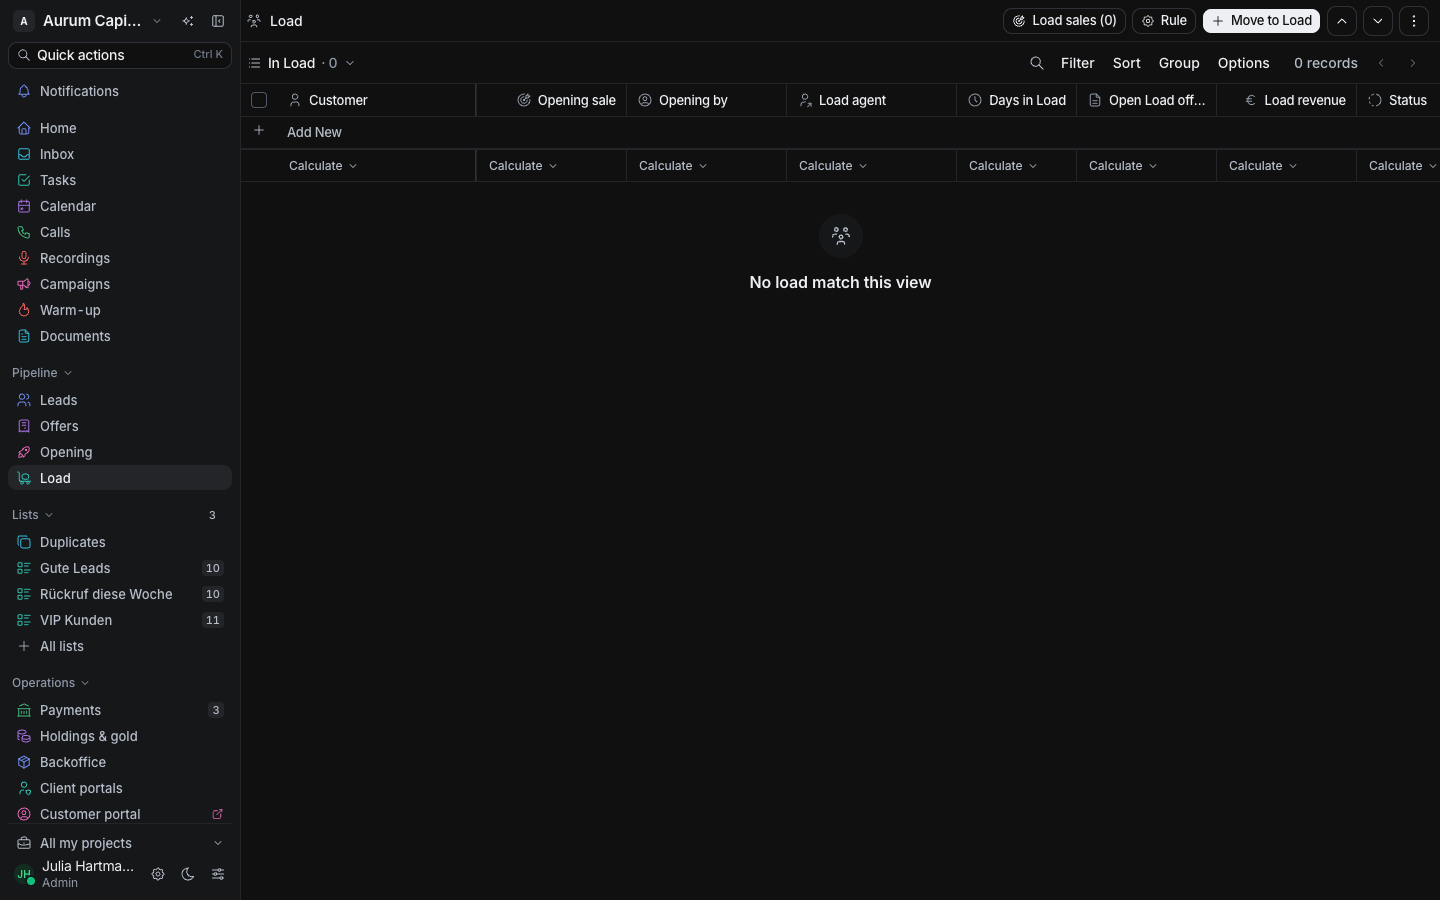 A Aurum Capi...
Quick actions Ctrl K
Notifications
Home
Inbox
Tasks
Calendar
Calls
Recordings
Campaigns
Warm-up
Documents
Pipeline
Leads
Offers
Opening
Load
Lists 3
Duplicates
Gute Leads 10
Rückruf diese Woche 10
VIP Kunden 11
All lists
Operations
Payments 3
Holdings & gold
Backoffice
Client portals
Customer portal
All my projects
JH Julia Hartma...
Admin
Load Load sales (0) Rule Move to Load
In Load · 0 Filter Sort Group Options 0 records
Customer Opening sale Opening by Load agent Days in Load Open Load off... Load revenue Status
Add New
Calculate Calculate Calculate Calculate Calculate Calculate Calculate Calculate
No load match this view